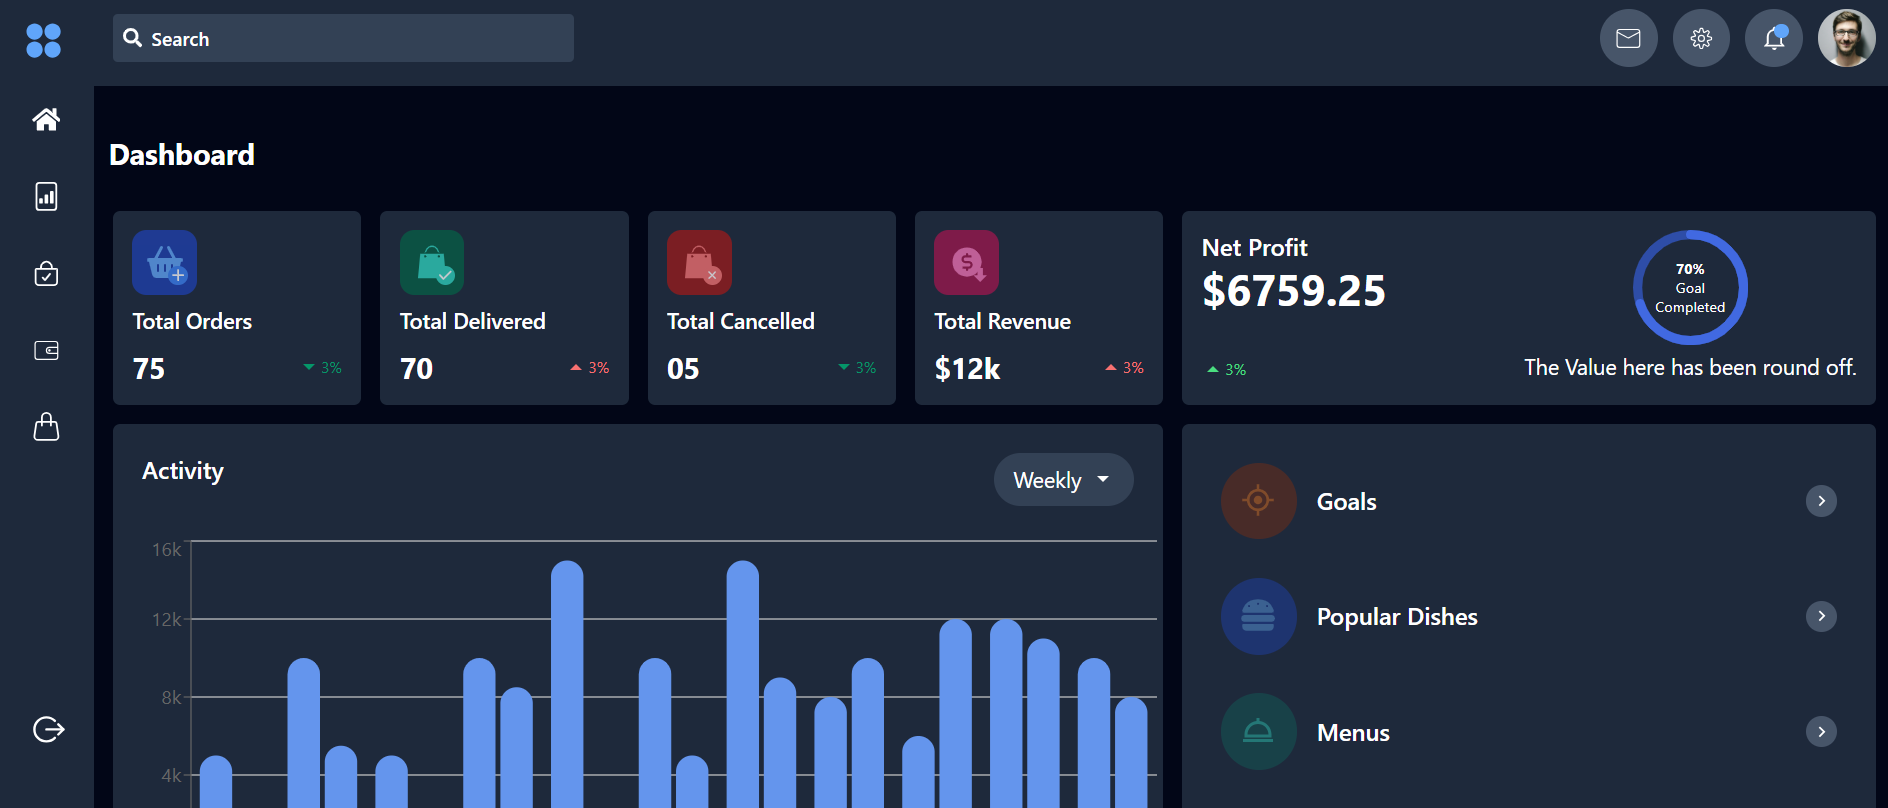 Search
Dashboard
Total Orders
75
3%
Total Delivered
70
3%
Total Cancelled
05
3%
Total Revenue
$12k
3%
Net Profit
$6759.25
3%
70%
Goal
Completed
The Value here has been round off.
Activity
Weekly
16k
12k
8k
4k
Goals
Popular Dishes
Menus